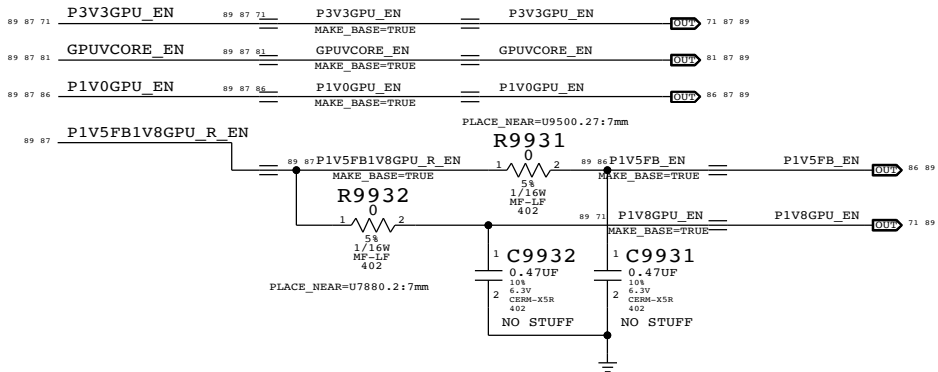 89 87 71 P3V3GPU_EN 89 87 71 P3V3GPU_EN P3V3GPU_EN OUT 71 87 89
MAKE_BASE=TRUE
89 87 81 GPUVCORE_EN 89 87 81 GPUVCORE_EN GPUVCORE_EN OUT 81 87 89
MAKE_BASE=TRUE
89 87 86 P1V0GPU_EN 89 87 86 P1V0GPU_EN P1V0GPU_EN OUT 86 87 89
MAKE_BASE=TRUE
PLACE_NEAR=U9500.27:7mm
89 87 P1V5FB1V8GPU_R_EN
R9931
0
89 87 P1V5FB1V8GPU_R_EN 1 2 89 86 P1V5FB_EN P1V5FB_EN OUT 86 89
MAKE_BASE=TRUE MAKE_BASE=TRUE
5%
1/16W
MF-LF
402
R9932
0
1 2 89 71 P1V8GPU_EN P1V8GPU_EN OUT 71 89
MAKE_BASE=TRUE
5%
1/16W
MF-LF
402
PLACE_NEAR=U7880.2:7mm
1 C9932
0.47UF
10%
2 6.3V
CERM-X5R
402
NO STUFF
1 C9931
0.47UF
10%
2 6.3V
CERM-X5R
402
NO STUFF